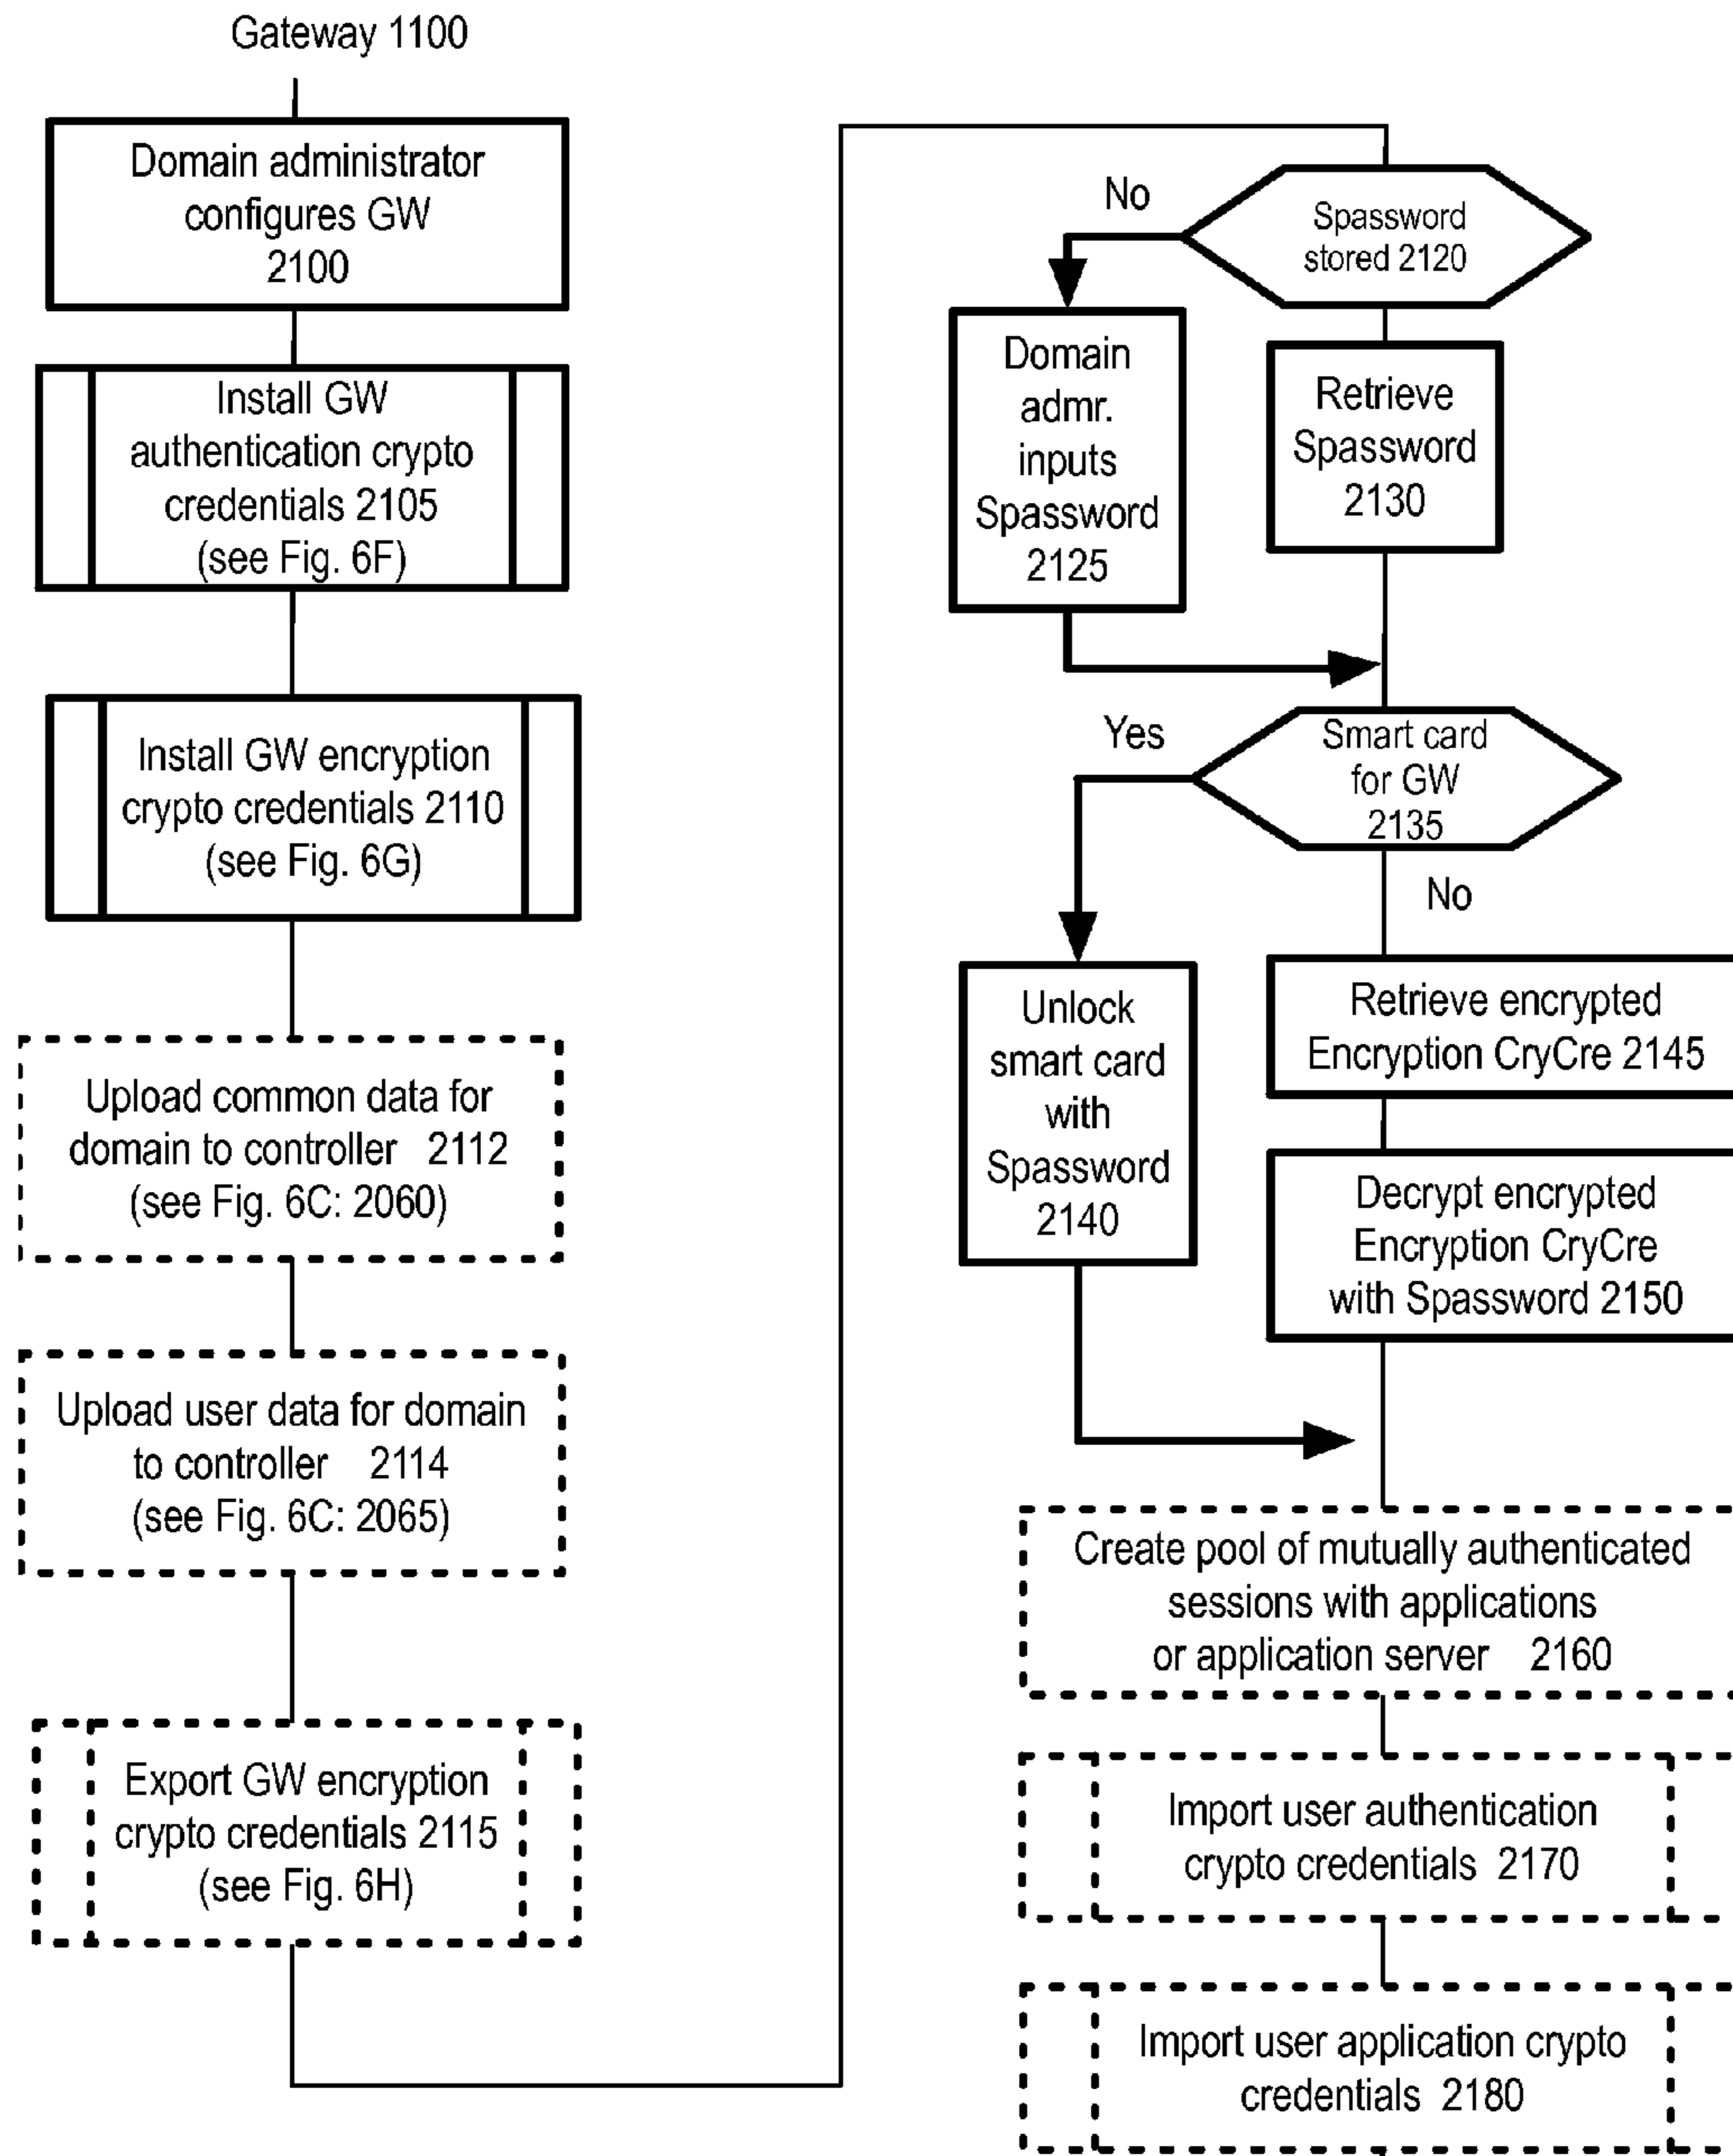 Gateway 1100
Domain administrator
configures GW
2100
Install GW
authentication crypto
credentials 2105
(see Fig. 6F)
Install GW encryption
crypto credentials 2110
(see Fig. 6G)
Upload common data for
domain to controller 2112
(see Fig. 6C: 2060)
Upload user data for domain
to controller 2114
(see Fig. 6C: 2065)
Export GW encryption
crypto credentials 2115
(see Fig. 6H)
No
Spassword
stored 2120
Domain
admr.
inputs
Spassword
2125
Retrieve
Spassword
2130
Yes
Smart card
for GW
2135
No
Unlock
smart card
with
Spassword
2140
Retrieve encrypted
Encryption CryCre 2145
Decrypt encrypted
Encryption CryCre
with Spassword 2150
Create pool of mutually authenticated
sessions with applications
or application server 2160
Import user authentication
crypto credentials 2170
Import user application crypto
credentials 2180